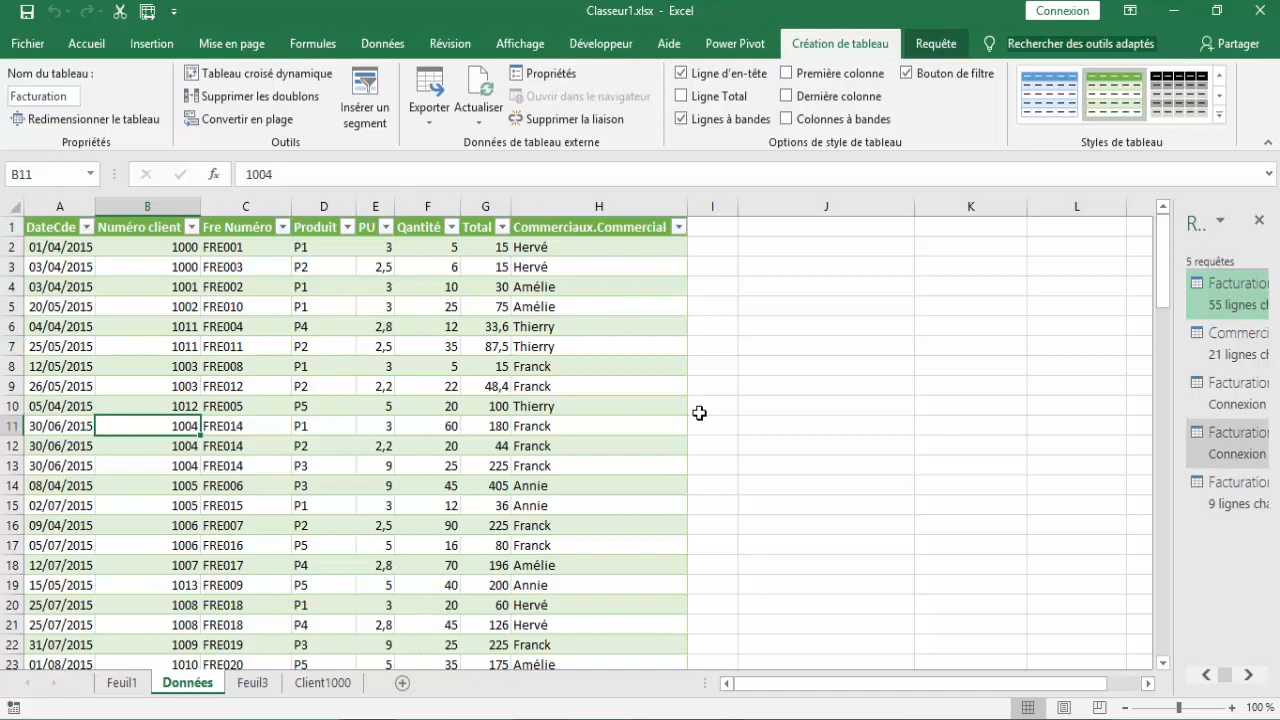 Classeur1.xlsx - Excel
Connexion
Fichier Accueil Insertion Mise en page Formules Données Révision Affichage Développeur Aide Power Pivot Création de tableau Requête Rechercher des outils adaptés Partager
Nom du tableau :
Facturation
Redimensionner le tableau
Propriétés
Tableau croisé dynamique
Supprimer les doublons
Convertir en plage
Insérer un
segment
Outils
Exporter
Actualiser
Propriétés
Ouvrir dans le navigateur
Supprimer la liaison
Données de tableau externe
Ligne d'en-tête
Ligne Total
Lignes à bandes
Première colonne
Dernière colonne
Colonnes à bandes
Bouton de filtre
Options de style de tableau
Styles de tableau
B11 fx 1004
A B C D E F G H I J K L
1 DateCde Numéro client Fre Numéro Produit PU Qantité Total Commerciaux.Commercial
2 01/04/2015 1000 FRE001 P1 3 5 15 Hervé
3 03/04/2015 1000 FRE003 P2 2,5 6 15 Hervé
4 03/04/2015 1001 FRE002 P1 3 10 30 Amélie
5 20/05/2015 1002 FRE010 P1 3 25 75 Amélie
6 04/04/2015 1011 FRE004 P4 2,8 12 33,6 Thierry
7 25/05/2015 1011 FRE011 P2 2,5 35 87,5 Thierry
8 12/05/2015 1003 FRE008 P1 3 5 15 Franck
9 26/05/2015 1003 FRE012 P2 2,2 22 48,4 Franck
10 05/04/2015 1012 FRE005 P5 5 20 100 Thierry
11 30/06/2015 1004 FRE014 P1 3 60 180 Franck
12 30/06/2015 1004 FRE014 P2 2,2 20 44 Franck
13 30/06/2015 1004 FRE014 P3 9 25 225 Franck
14 08/04/2015 1005 FRE006 P3 9 45 405 Annie
15 02/07/2015 1005 FRE015 P1 3 12 36 Annie
16 09/04/2015 1006 FRE007 P2 2,5 90 225 Franck
17 05/07/2015 1006 FRE016 P5 5 16 80 Franck
18 12/07/2015 1007 FRE017 P4 2,8 70 196 Amélie
19 15/05/2015 1013 FRE009 P5 5 40 200 Annie
20 25/07/2015 1008 FRE018 P1 3 20 60 Hervé
21 25/07/2015 1008 FRE018 P4 2,8 45 126 Hervé
22 31/07/2015 1009 FRE019 P3 9 25 225 Franck
23 01/08/2015 1010 FRE020 P5 5 35 175 Amélie
R...
5 requêtes
Facturation
55 lignes ch
Commerci
21 lignes c
Facturation
Connexion
Facturation
Connexion
Facturation
9 lignes cha
Feuil1 Données Feuil3 Client1000
100 %